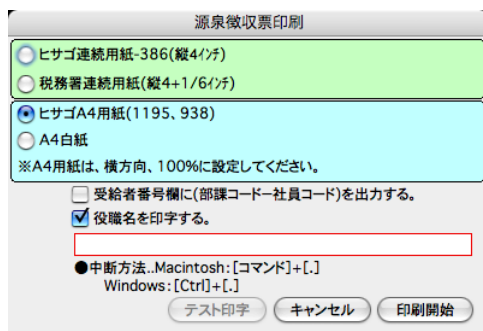 源泉徴収票印刷
ヒサゴ連続用紙-386(縦4インチ)
税務署連続用紙(縦4+1/6インチ)
ヒサゴA4用紙(1195、938)
A4白紙
※A4用紙は、横方向、100%に設定してください。
受給者番号欄に(部課コードー社員コード)を出力する。
役職名を印字する。
●中断方法..Macintosh:[コマンド]+[.]
Windows:[Ctrl]+[.]
テスト印字 キャンセル 印刷開始